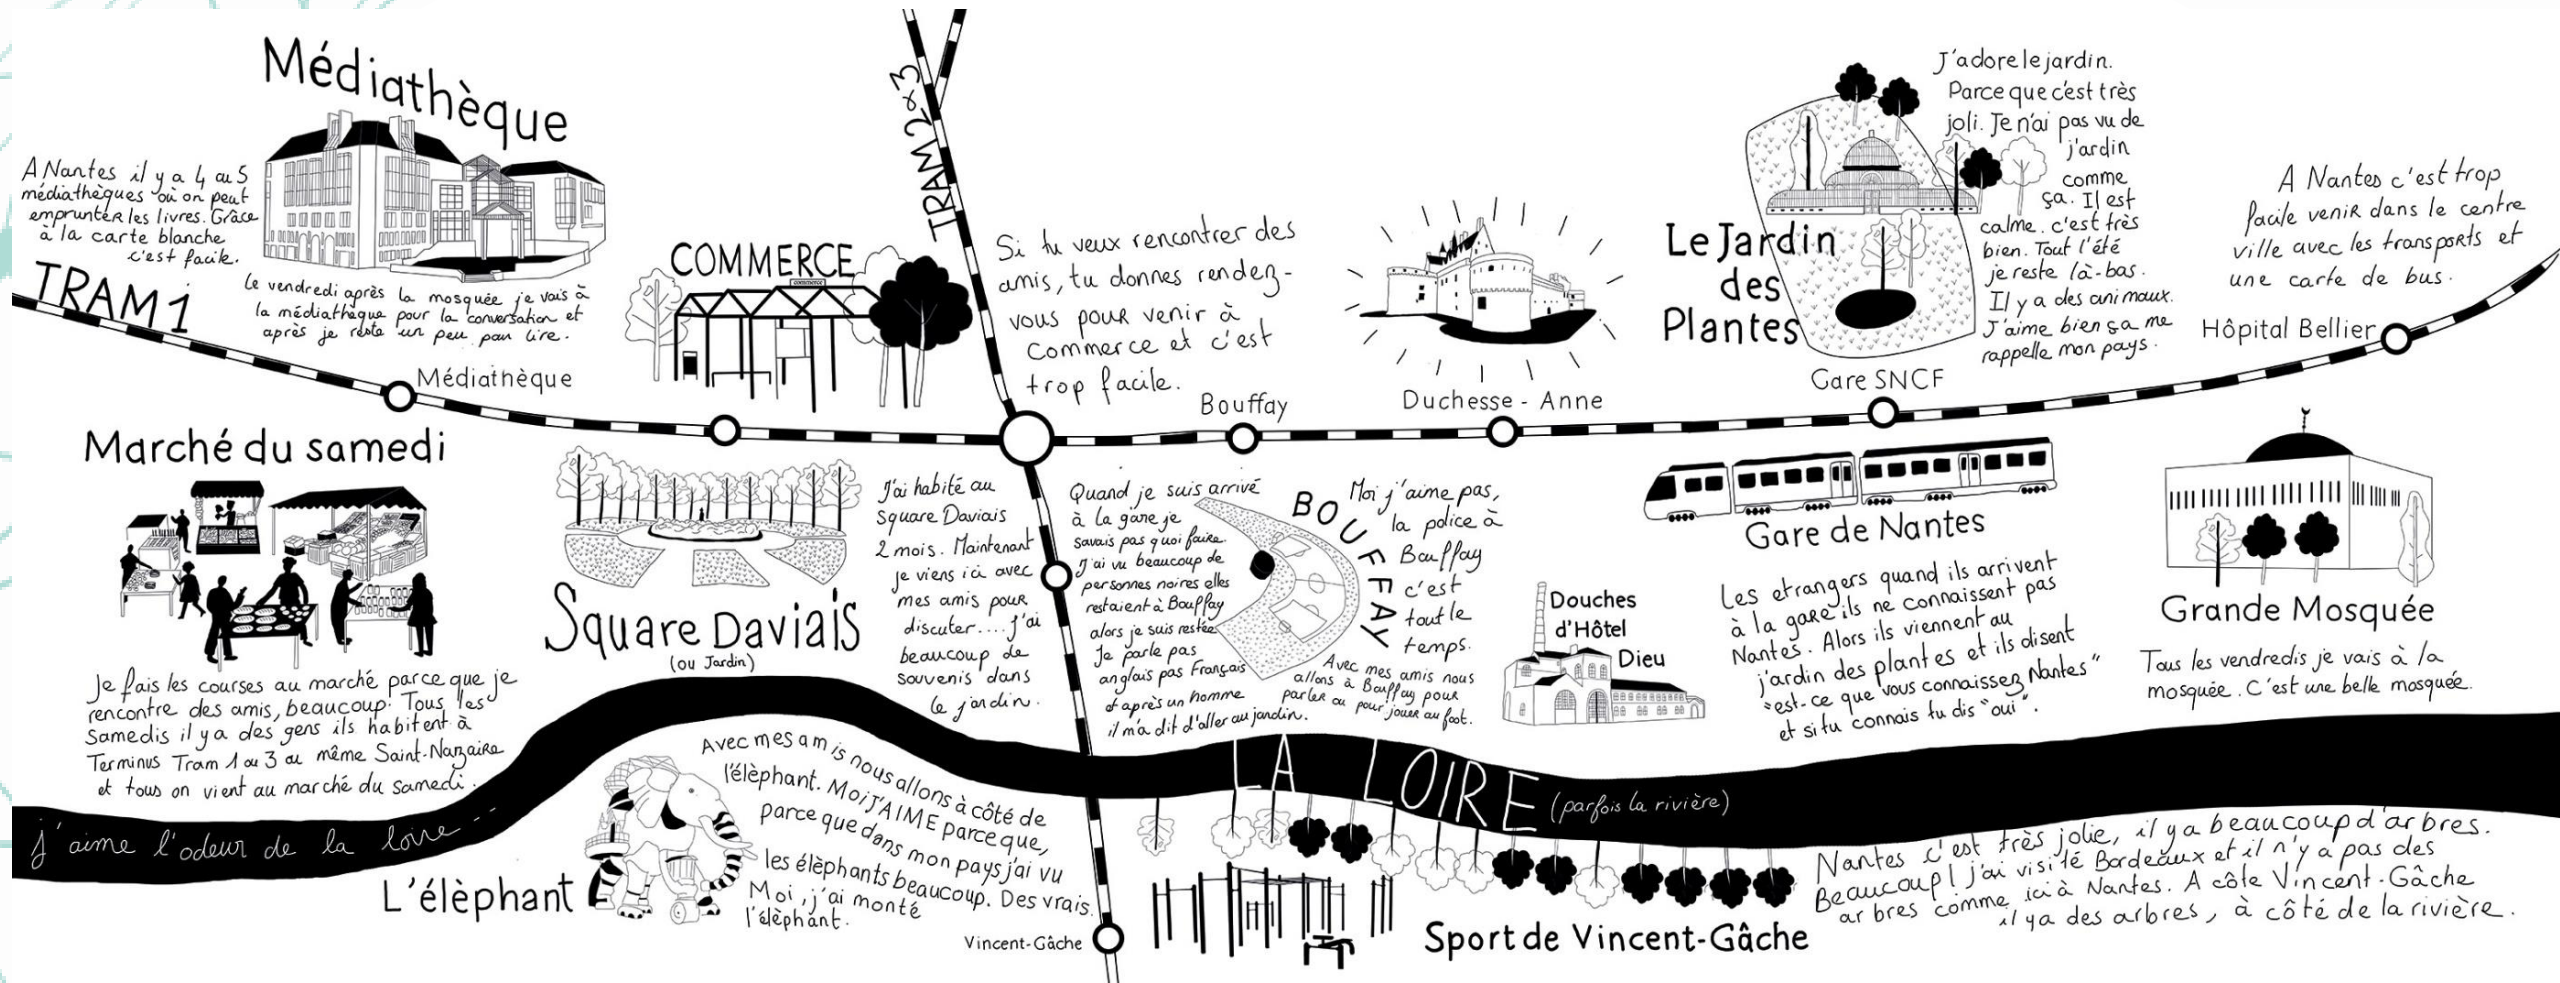 Médiathèque
A Nantes il y a 4 ou 5
médiathèques où on peut
emprunter les livres. Grâce
à la carte blanche
c'est facile.
Le vendredi après la mosquée je vais à
la médiathèque pour la conversation et
après je reste un peu pour lire.
TRAM 1
Médiathèque
COMMERCE
commerce
TRAM 2&3
Si tu veux rencontrer des
amis, tu donnes rendez-
vous pour venir à
Commerce et c'est
trop facile.
Bouffay
Duchesse - Anne
Le Jardin
des
Plantes
J'adore le jardin.
Parce que c'est très
joli. Je n'ai pas vu de
j'ardin
comme
ça. Il est
calme. c'est très
bien. Tout l'été
je reste là-bas.
Il y a des animaux.
J'aime bien ça me
rappelle mon pays.
Gare SNCF
A Nantes c'est trop
facile venir dans le centre
ville avec les transports et
une carte de bus.
Hôpital Bellier
Marché du samedi
Je fais les courses au marché parce que je
rencontre des amis, beaucoup. Tous les
Samedis il y a des gens ils habitent à
Terminus Tram 1 ou 3 ou même Saint-Nazaire
et tous on vient au marché du samedi.
Square Daviais
(ou Jardin)
J'ai habité au
Square Daviais
2 mois. Maintenant
je viens ici avec
mes amis pour
discuter.... j'ai
beaucoup de
souvenis dans
le jardin.
Quand je suis arrivé
à la gare je
savais pas quoi faire.
J'ai vu beaucoup de
personnes noires elles
restaient à Bouffay
alors je suis restée
Je parle pas
anglais pas Français
et après un homme
il m'a dit d'aller au jardin.
BOUFFAY
Moi j'aime pas,
la police à
Bouffay
c'est
tout le
temps.
Avec mes amis nous
allons à Bouffay pour
parler ou pour jouer au foot.
Douches
d'Hôtel
Dieu
Gare de Nantes
Les etrangers quand ils arrivent
à la gare ils ne connaissent pas
Nantes. Alors ils viennent au
j'ardin des plantes et ils disent
"est-ce que vous connaissez Nantes"
et si tu connais tu dis "oui".
Grande Mosquée
Tous les vendredis je vais à la
mosquée. C'est une belle mosquée.
j'aime l'odeur de la loire --
LA LOIRE (parfois la rivière)
L'élèphant
Avec mes amis nous allons à côté de
l'élèphant. Moi J'AIME parce que,
parce que dans mon pays j'ai vu
les élèphants beaucoup. Des vrais.
Moi, j'ai monté
l'élèphant.
Vincent-Gâche
Sport de Vincent-Gâche
Nantes c'est très jolie, il y a beaucoup d'arbres.
Beaucoup! j'ai visité Bordeaux et il n'y a pas des
arbres comme ici à Nantes. A côte Vincent-Gâche
il y a des arbres, à côté de la rivière.